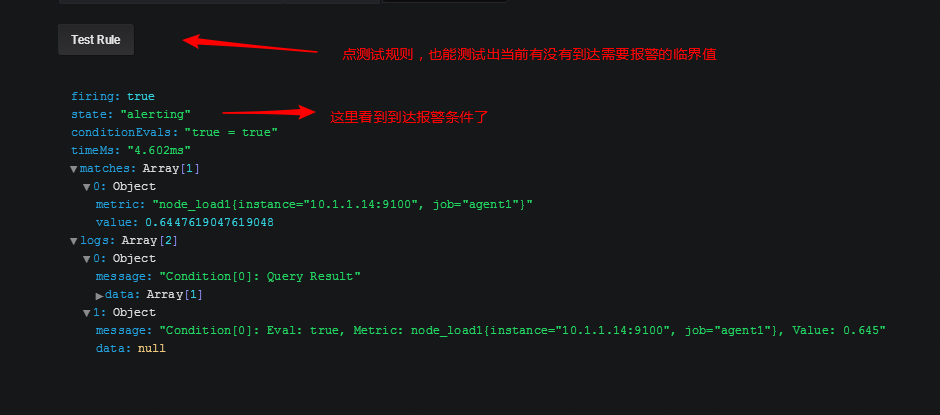 Test Rule
点测试规则，也能测试出当前有没有到达需要报警的临界值
firing: true
state: "alerting"
这里看到到达报警条件了
conditionEvals: "true = true"
timeMs: "4.602ms"
▼matches: Array[1]
▼0: Object
metric: "node_load1{instance="10.1.1.14:9100", job="agent1"}"
value: 0.6447619047619048
▼logs: Array[2]
▼0: Object
message: "Condition[0]: Query Result"
▶data: Array[1]
▼1: Object
message: "Condition[0]: Eval: true, Metric: node_load1{instance="10.1.1.14:9100", job="agent1"}, Value: 0.645"
data: null